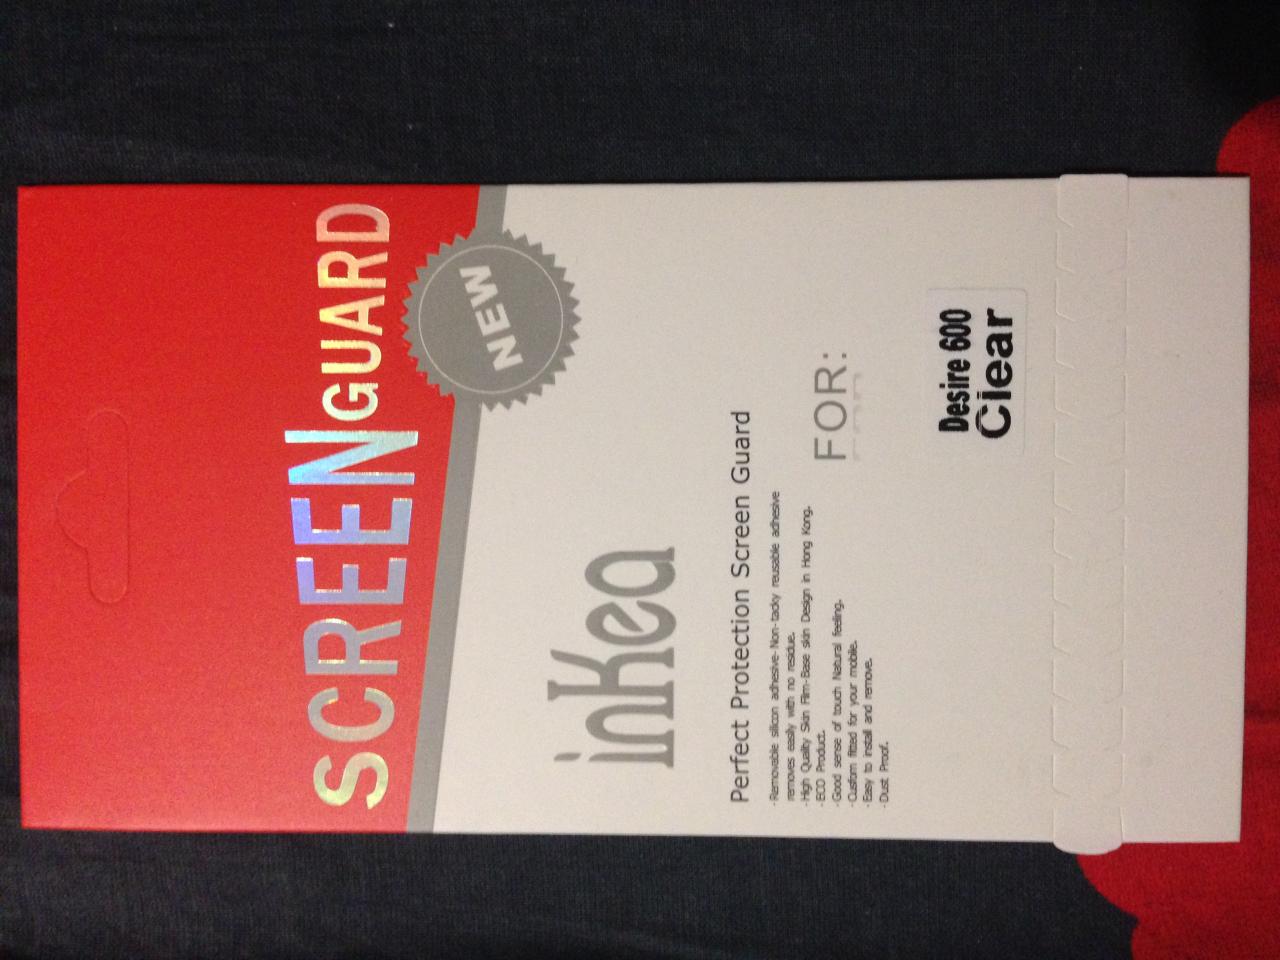 SCREENGUARD
NEW
inKea
Perfect Protection Screen Guard
- Removable silicon adhesive- Non- tacky reusable adhesive
removes easily with no residue.
- High Quality Skin Film- Base skin Design in Hong Kong.
- ECO Product.
- Good sense of touch Natural feeling.
- Custom fitted for your mobile.
- Easy to install and remove.
- Dust Proof.
FOR:
Desire 600
Clear